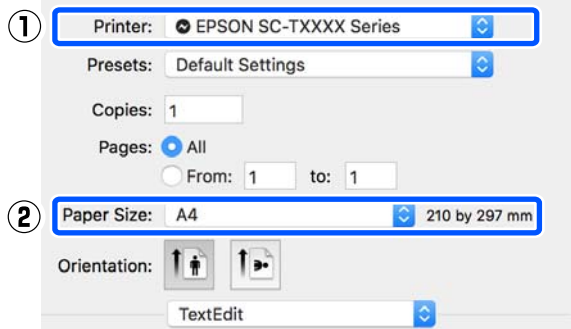 ① Printer: EPSON SC-TXXXX Series
Presets: Default Settings
Copies: 1
Pages: All
From: 1 to: 1
② Paper Size: A4 210 by 297 mm
Orientation:
TextEdit